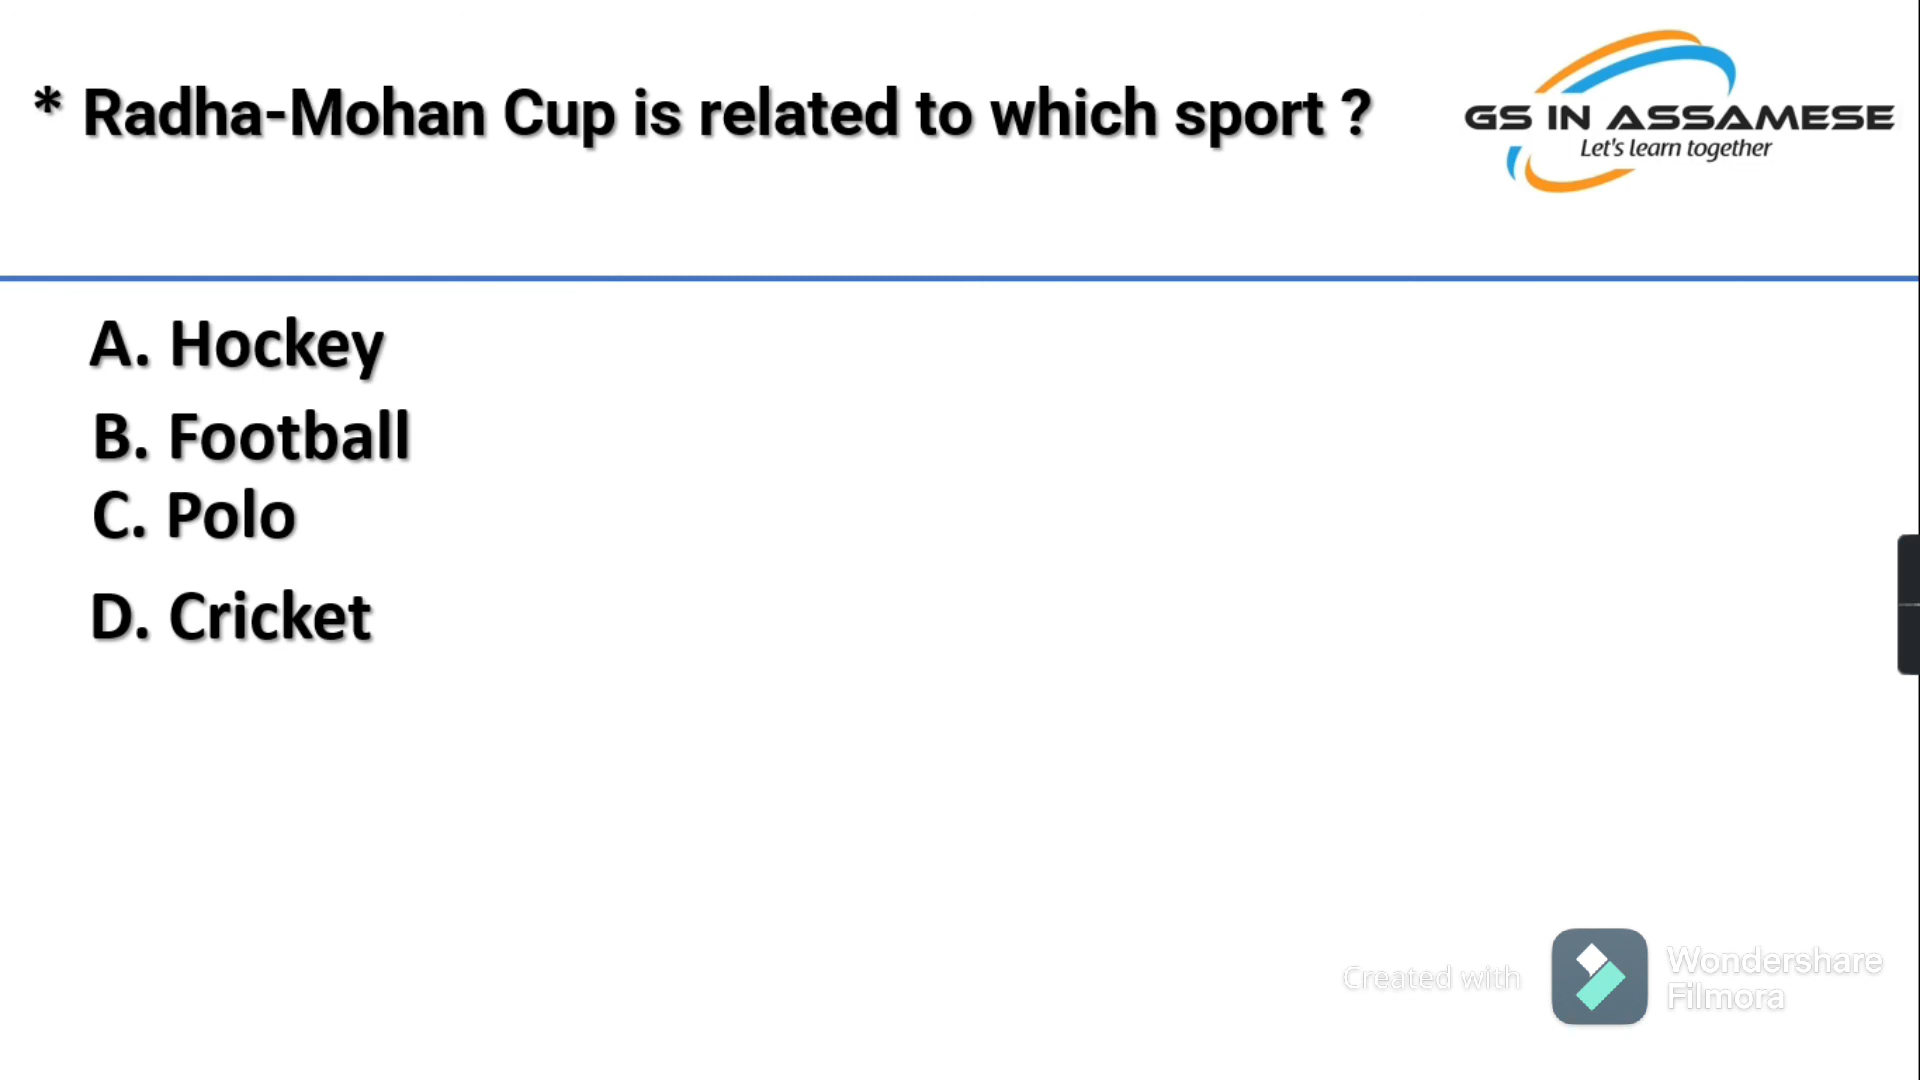 * Radha-Mohan Cup is related to which sport ?
GS IN ASSAMESE
Let's learn together
A. Hockey
B. Football
C. Polo
D. Cricket
Created with
Wondershare
Filmora